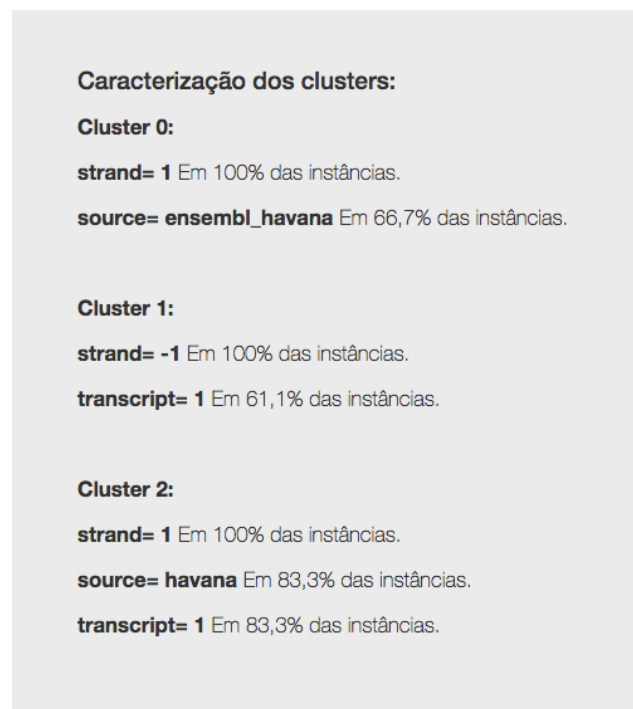 Caracterização dos clusters:
Cluster 0:
strand= 1 Em 100% das instâncias.
source= ensembl_havana Em 66,7% das instâncias.
Cluster 1:
strand= -1 Em 100% das instâncias.
transcript= 1 Em 61,1% das instâncias.
Cluster 2:
strand= 1 Em 100% das instâncias.
source= havana Em 83,3% das instâncias.
transcript= 1 Em 83,3% das instâncias.